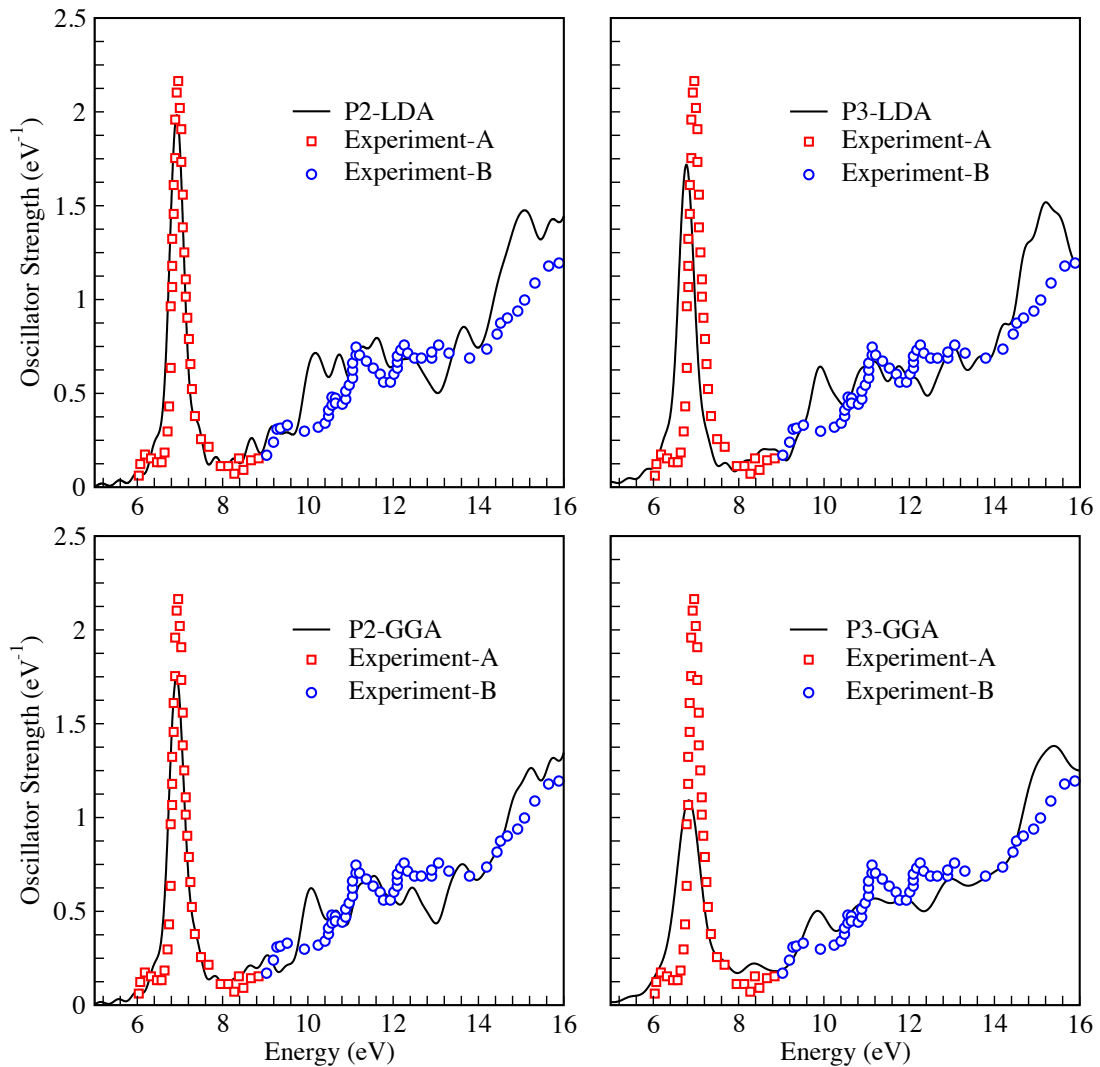 2.5
2
1.5
1
0.5
0
Oscillator Strength (eV⁻¹)
P2-LDA
Experiment-A
Experiment-B
6 8 10 12 14 16
P3-LDA
Experiment-A
Experiment-B
6 8 10 12 14 16
2.5
2
1.5
1
0.5
0
Oscillator Strength (eV⁻¹)
P2-GGA
Experiment-A
Experiment-B
6 8 10 12 14 16
Energy (eV)
P3-GGA
Experiment-A
Experiment-B
6 8 10 12 14 16
Energy (eV)